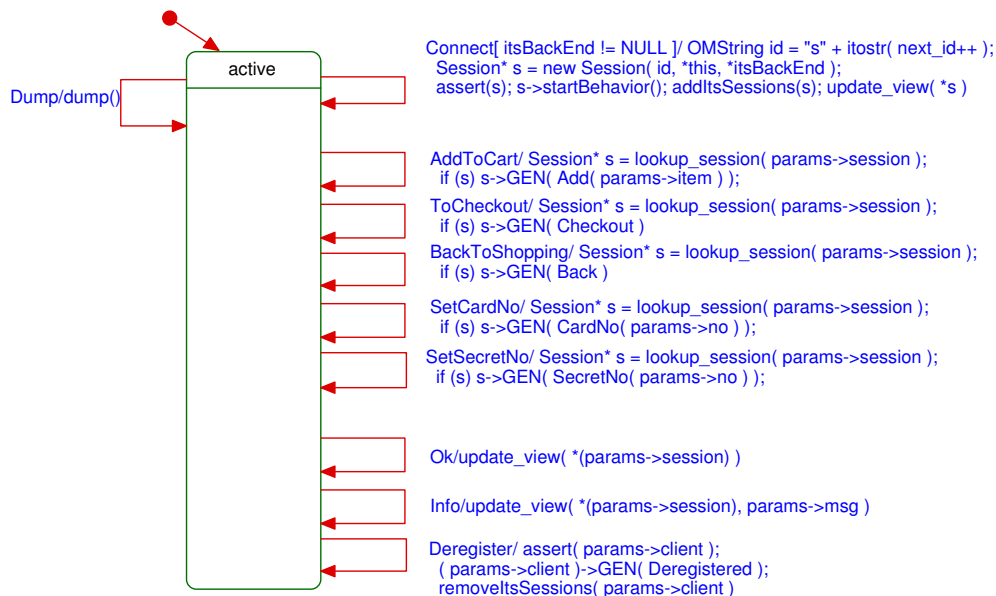 active
Dump/dump()
Connect[ itsBackEnd != NULL ]/ OMString id = "s" + itostr( next_id++ );
Session* s = new Session( id, *this, *itsBackEnd );
assert(s); s->startBehavior(); addItsSessions(s); update_view( *s )
AddToCart/ Session* s = lookup_session( params->session );
if (s) s->GEN( Add( params->item ) );
ToCheckout/ Session* s = lookup_session( params->session );
if (s) s->GEN( Checkout )
BackToShopping/ Session* s = lookup_session( params->session );
if (s) s->GEN( Back )
SetCardNo/ Session* s = lookup_session( params->session );
if (s) s->GEN( CardNo( params->no ) );
SetSecretNo/ Session* s = lookup_session( params->session );
if (s) s->GEN( SecretNo( params->no ) );
Ok/update_view( *(params->session) )
Info/update_view( *(params->session), params->msg )
Deregister/ assert( params->client );
( params->client )->GEN( Deregistered );
removeItsSessions( params->client )